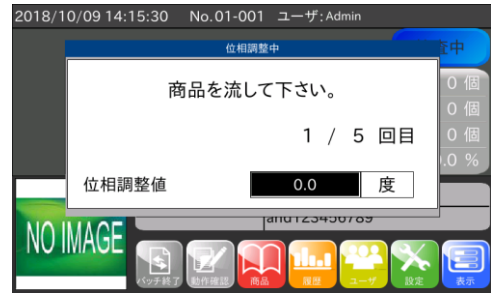 2018/10/09 14:15:30 No.01-001 ユーザ:Admin
位相調整中
査中
商品を流して下さい。
0 個
0 個
1 / 5 回目
0 個
.0 %
位相調整値 0.0 度
and123456789
NO IMAGE
バッチ終了 動作確認 商品 履歴 ユーザ 設定 表示